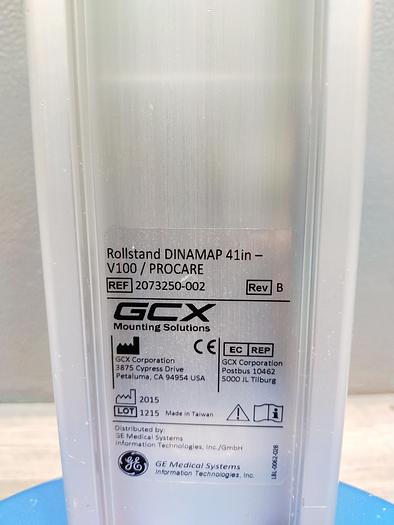 Rollstand DINAMAP 41in –
V100 / PROCARE
REF 2073250-002 Rev B
GCX
Mounting Solutions
CE EC REP
GCX Corporation
3875 Cypress Drive
Petaluma, CA 94954 USA
GCX Corporation
Postbus 10462
5000 JL Tilburg
2015
LOT 1215 Made in Taiwan
Distributed by:
GE Medical Systems
Information Technologies, Inc./GmbH
GE GE Medical Systems
Information Technologies, Inc.
LBL-0062-028